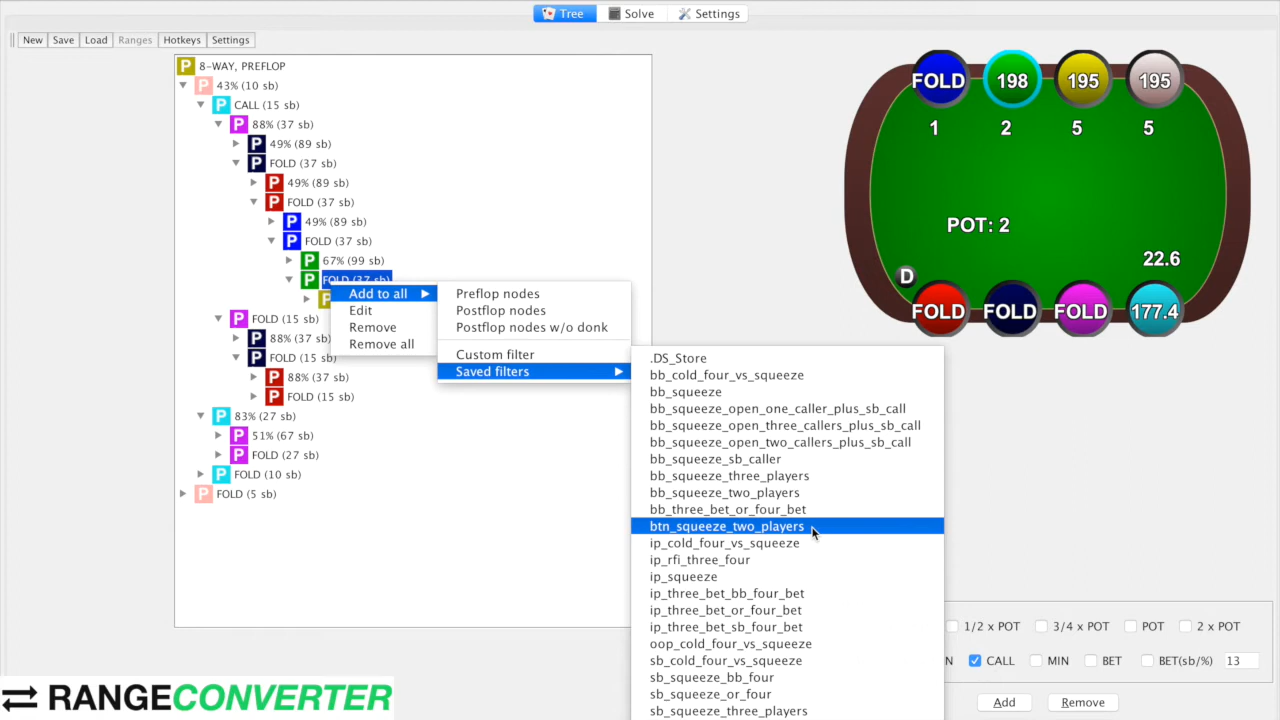 Tree Solve Settings
New Save Load Ranges Hotkeys Settings
P 8-WAY, PREFLOP
P 43% (10 sb)
P CALL (15 sb)
P 88% (37 sb)
P 49% (89 sb)
P FOLD (37 sb)
P 49% (89 sb)
P FOLD (37 sb)
P 49% (89 sb)
P FOLD (37 sb)
P 67% (99 sb)
P FOLD (37 sb)
P FOLD (15 sb)
P 88% (37 sb)
P FOLD (15 sb)
P 88% (37 sb)
P FOLD (15 sb)
P 83% (27 sb)
P 51% (67 sb)
P FOLD (27 sb)
P FOLD (10 sb)
P FOLD (5 sb)
Add to all
Edit
Remove
Remove all
Preflop nodes
Postflop nodes
Postflop nodes w/o donk
Custom filter
Saved filters
.DS_Store
bb_cold_four_vs_squeeze
bb_squeeze
bb_squeeze_open_one_caller_plus_sb_call
bb_squeeze_open_three_callers_plus_sb_call
bb_squeeze_open_two_callers_plus_sb_call
bb_squeeze_sb_caller
bb_squeeze_three_players
bb_squeeze_two_players
bb_three_bet_or_four_bet
btn_squeeze_two_players
ip_cold_four_vs_squeeze
ip_rfi_three_four
ip_squeeze
ip_three_bet_bb_four_bet
ip_three_bet_or_four_bet
ip_three_bet_sb_four_bet
oop_cold_four_vs_squeeze
sb_cold_four_vs_squeeze
sb_squeeze_bb_four
sb_squeeze_or_four
sb_squeeze_three_players
FOLD 198 195 195
1 2 5 5
POT: 2
22.6
D
FOLD FOLD FOLD 177.4
1/2 x POT 3/4 x POT POT 2 x POT
N CALL MIN BET BET(sb/%) 13
Add Remove
RANGECONVERTER